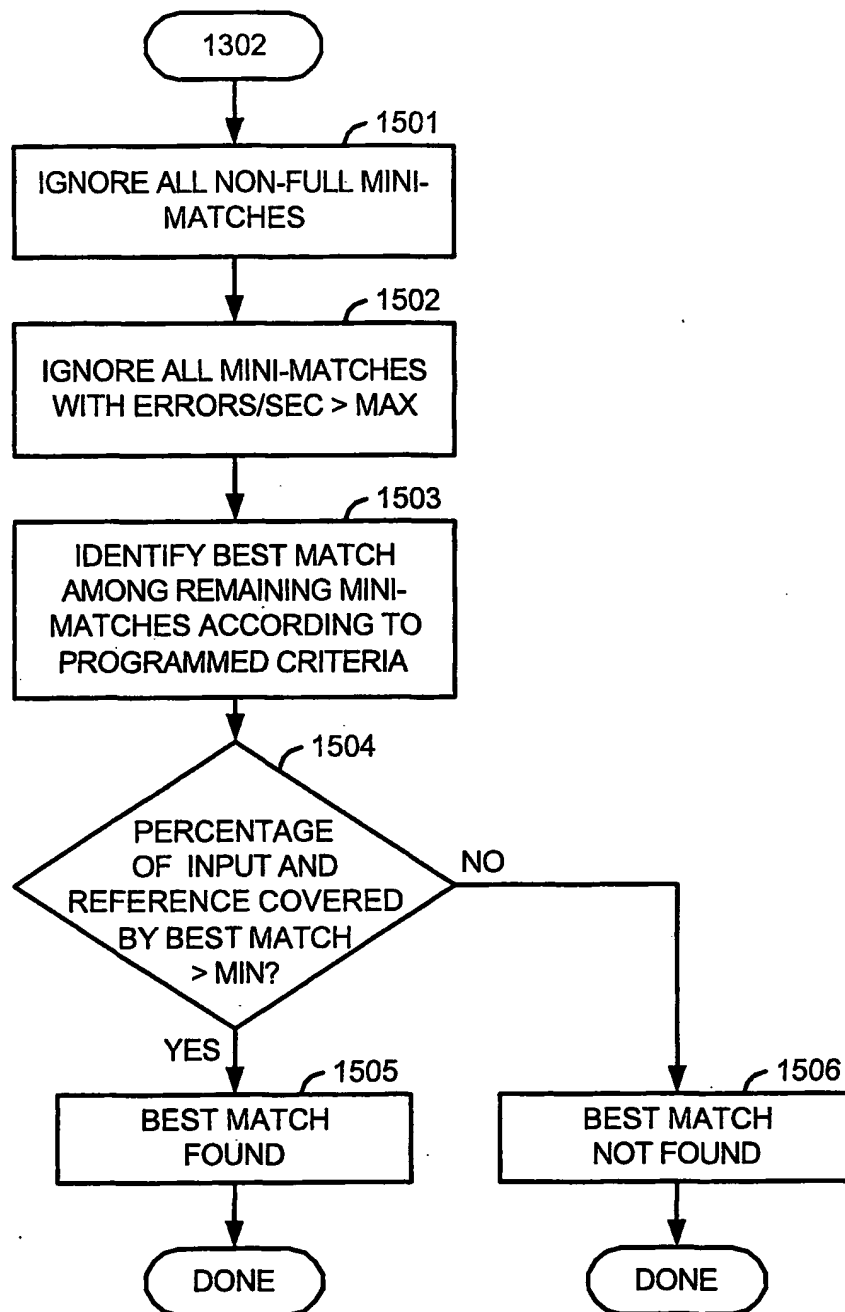 1302
1501
IGNORE ALL NON-FULL MINI-
MATCHES
1502
IGNORE ALL MINI-MATCHES
WITH ERRORS/SEC > MAX
1503
IDENTIFY BEST MATCH
AMONG REMAINING MINI-
MATCHES ACCORDING TO
PROGRAMMED CRITERIA
1504
PERCENTAGE
OF INPUT AND
REFERENCE COVERED
BY BEST MATCH
> MIN?
NO
YES
1505
BEST MATCH
FOUND
1506
BEST MATCH
NOT FOUND
DONE
DONE